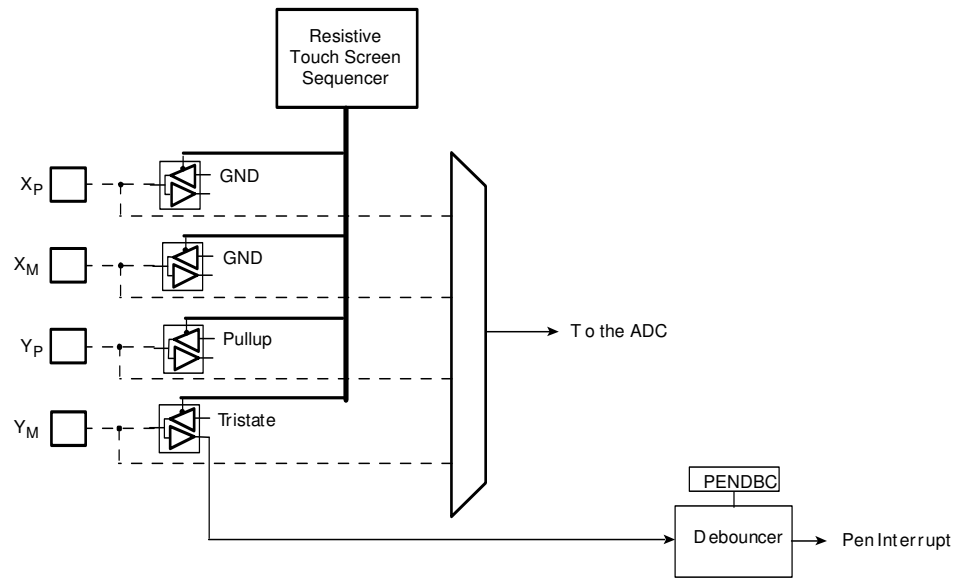 Resistive
Touch Screen
Sequencer
XP
GND
XM
GND
YP
Pullup
To the ADC
YM
Tristate
PENDBC
Debouncer
Pen Interrupt